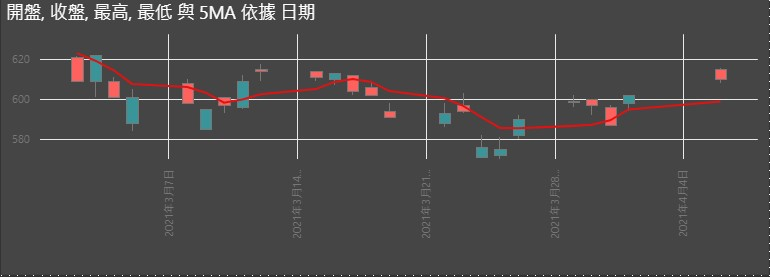 開盤, 收盤, 最高, 最低 與 5MA 依據 日期
620
600
580
2021年3月7日
2021年3月14...
2021年3月21...
2021年3月28...
2021年4月4日